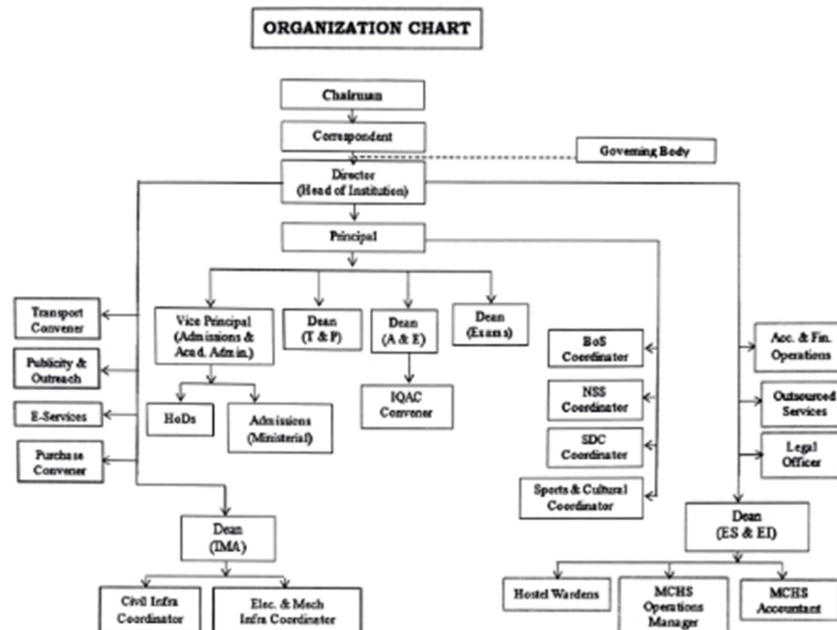 ORGANIZATION CHART
Chairman
Correspondent
Governing Body
Director
(Head of Institution)
Principal
Transport
Convener
Publicity &
Outreach
E-Services
Purchase
Convener
Vice Principal
(Admissions &
Acad. Admin.)
HoDs
Admissions
(Ministerial)
Dean
(T & P)
Dean
(A & E)
IQAC
Convener
Dean
(Exams)
BoS
Coordinator
NSS
Coordinator
SDC
Coordinator
Sports & Cultural
Coordinator
Acc. & Fin.
Operations
Outsourced
Services
Legal
Officer
Dean
(IMA)
Civil Infra
Coordinator
Elec. & Mech
Infra Coordinator
Dean
(ES & EI)
Hostel Wardens
MCHS
Operations
Manager
MCHS
Accountant